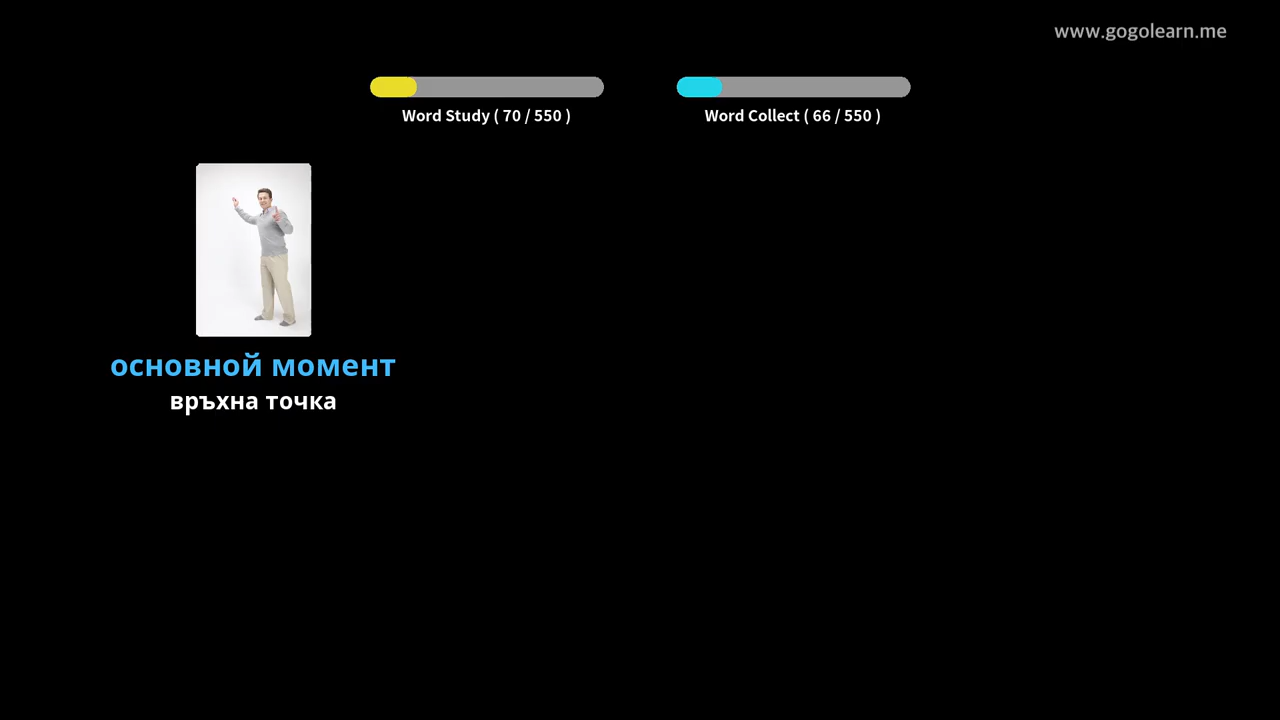 www.gogolearn.me
Word Study ( 70 / 550 )
Word Collect ( 66 / 550 )
основной момент
връхна точка